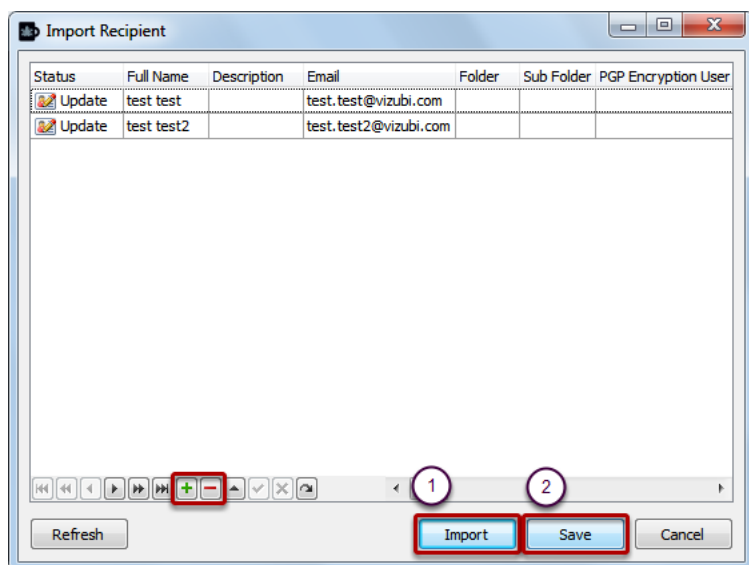 Import Recipient
Status Full Name Description Email Folder Sub Folder PGP Encryption User
Update test test test.test@vizubi.com
Update test test2 test.test2@vizubi.com
1 2
Refresh Import Save Cancel